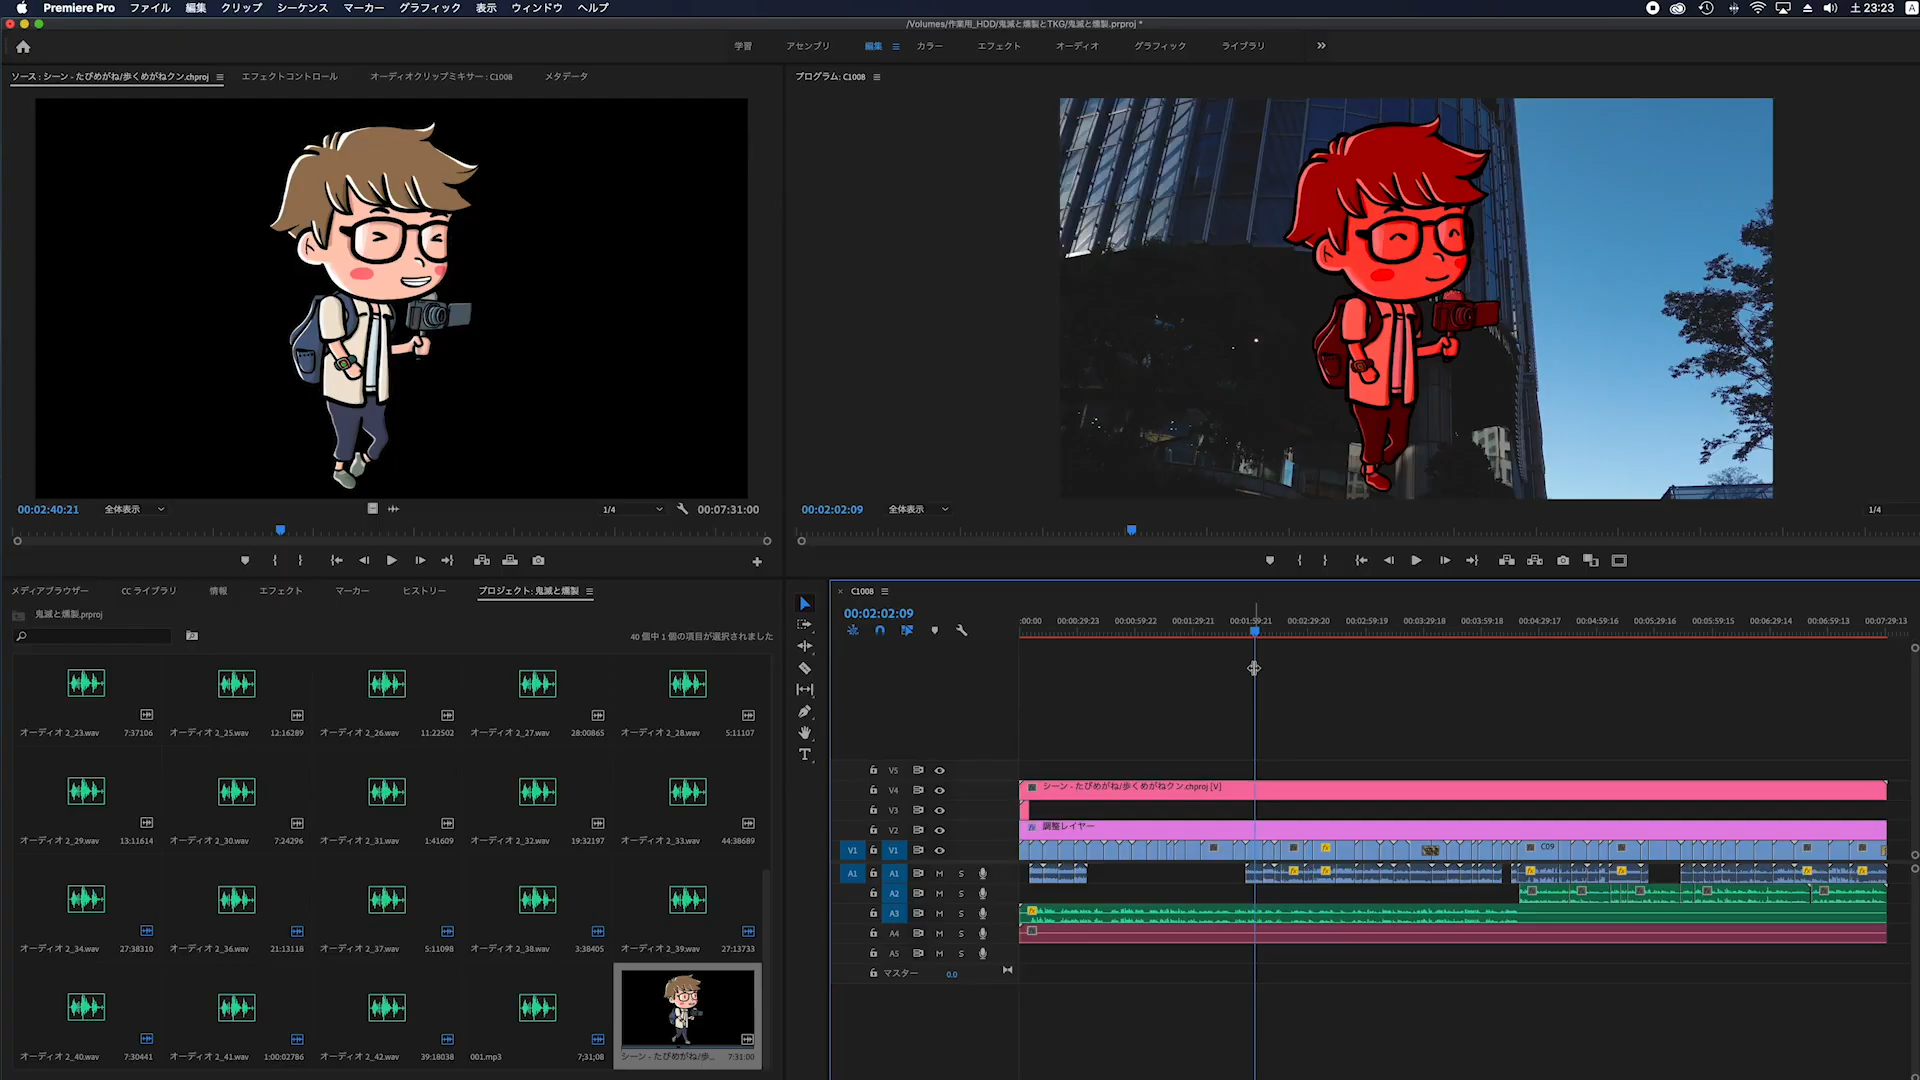 Premiere Pro ファイル 編集 クリップ シーケンス マーカー グラフィック 表示 ウィンドウ ヘルプ
土 23:23 A
/Volumes/作業用_HDD/鬼滅と燻製とTKG/鬼滅と燻製.prproj *
学習 アセンブリ 編集 カラー エフェクト オーディオ グラフィック ライブラリ
ソース : シーン - たびめがね/歩くめがねクン.chproj エフェクトコントロール オーディオクリップミキサー : C1008 メタデータ
プログラム: C1008
00:02:40:21 全体表示 1/4 00:07:31:00
00:02:02:09 全体表示 1/4
メディアブラウザー CC ライブラリ 情報 エフェクト マーカー ヒストリー プロジェクト: 鬼滅と燻製
鬼滅と燻製.prproj
40 個中 1 個の項目が選択されました
オーディオ 2_23.wav 7:37106 オーディオ 2_25.wav 12:16289 オーディオ 2_26.wav 11:22502 オーディオ 2_27.wav 28:00865 オーディオ 2_28.wav 5:11107
オーディオ 2_29.wav 13:11614 オーディオ 2_30.wav 7:24296 オーディオ 2_31.wav 1:41609 オーディオ 2_32.wav 19:32197 オーディオ 2_33.wav 44:38689
オーディオ 2_34.wav 27:38310 オーディオ 2_36.wav 21:13118 オーディオ 2_37.wav 5:11098 オーディオ 2_38.wav 3:38405 オーディオ 2_39.wav 27:13733
オーディオ 2_40.wav 7:30441 オーディオ 2_41.wav 1:00:02786 オーディオ 2_42.wav 39:18038 001.mp3 7:31;08 シーン - たびめがね/歩... 7:31:00
C1008
00:02:02:09
:00:00 00:00:29:23 00:00:59:22 00:01:29:21 00:01:59:21 00:02:29:20 00:02:59:19 00:03:29:18 00:03:59:18 00:04:29:17 00:04:59:16 00:05:29:16 00:05:59:15 00:06:29:14 00:06:59:13 00:07:29:13
V5
V4 シーン - たびめがね/歩くめがねクン.chproj [V]
V3
V2 調整レイヤー
V1 V1 C09
A1 A1 M S
A2 M S
A3 M S
A4 M S
A5 M S
マスター 0.0